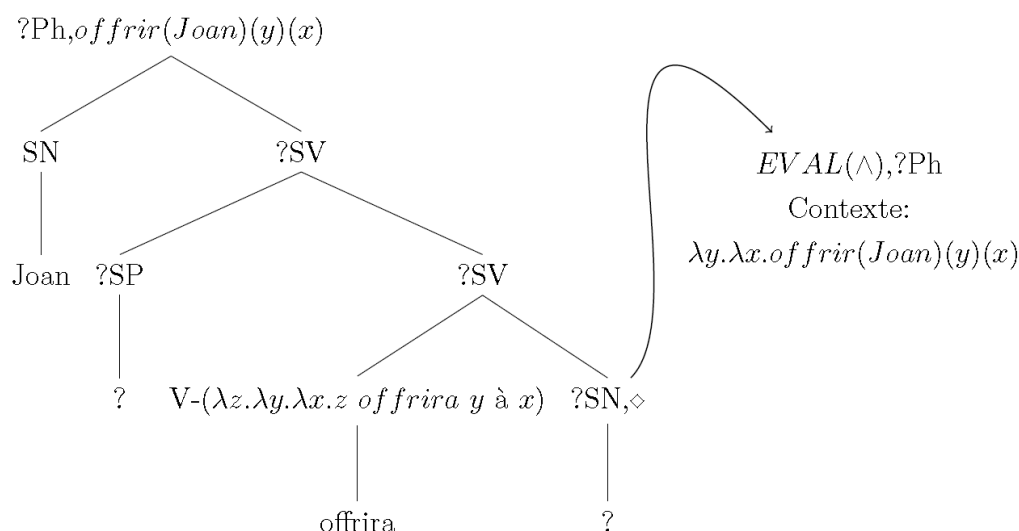 ?Ph,offrir(Joan)(y)(x)
SN ?SV
EVAL(∧),?Ph
Contexte:
λy.λx.offrir(Joan)(y)(x)
Joan ?SP ?SV
? V-(λz.λy.λx.z offrira y à x) ?SN,⋄
offrira ?